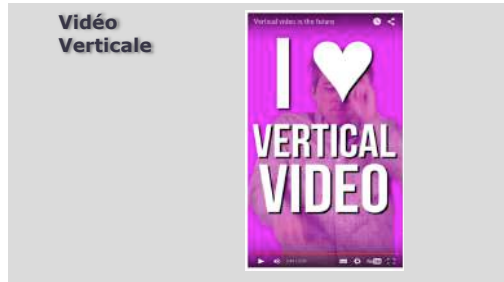 Vidéo
Verticale
Vertical video is the future
I ♥
VERTICAL
VIDEO